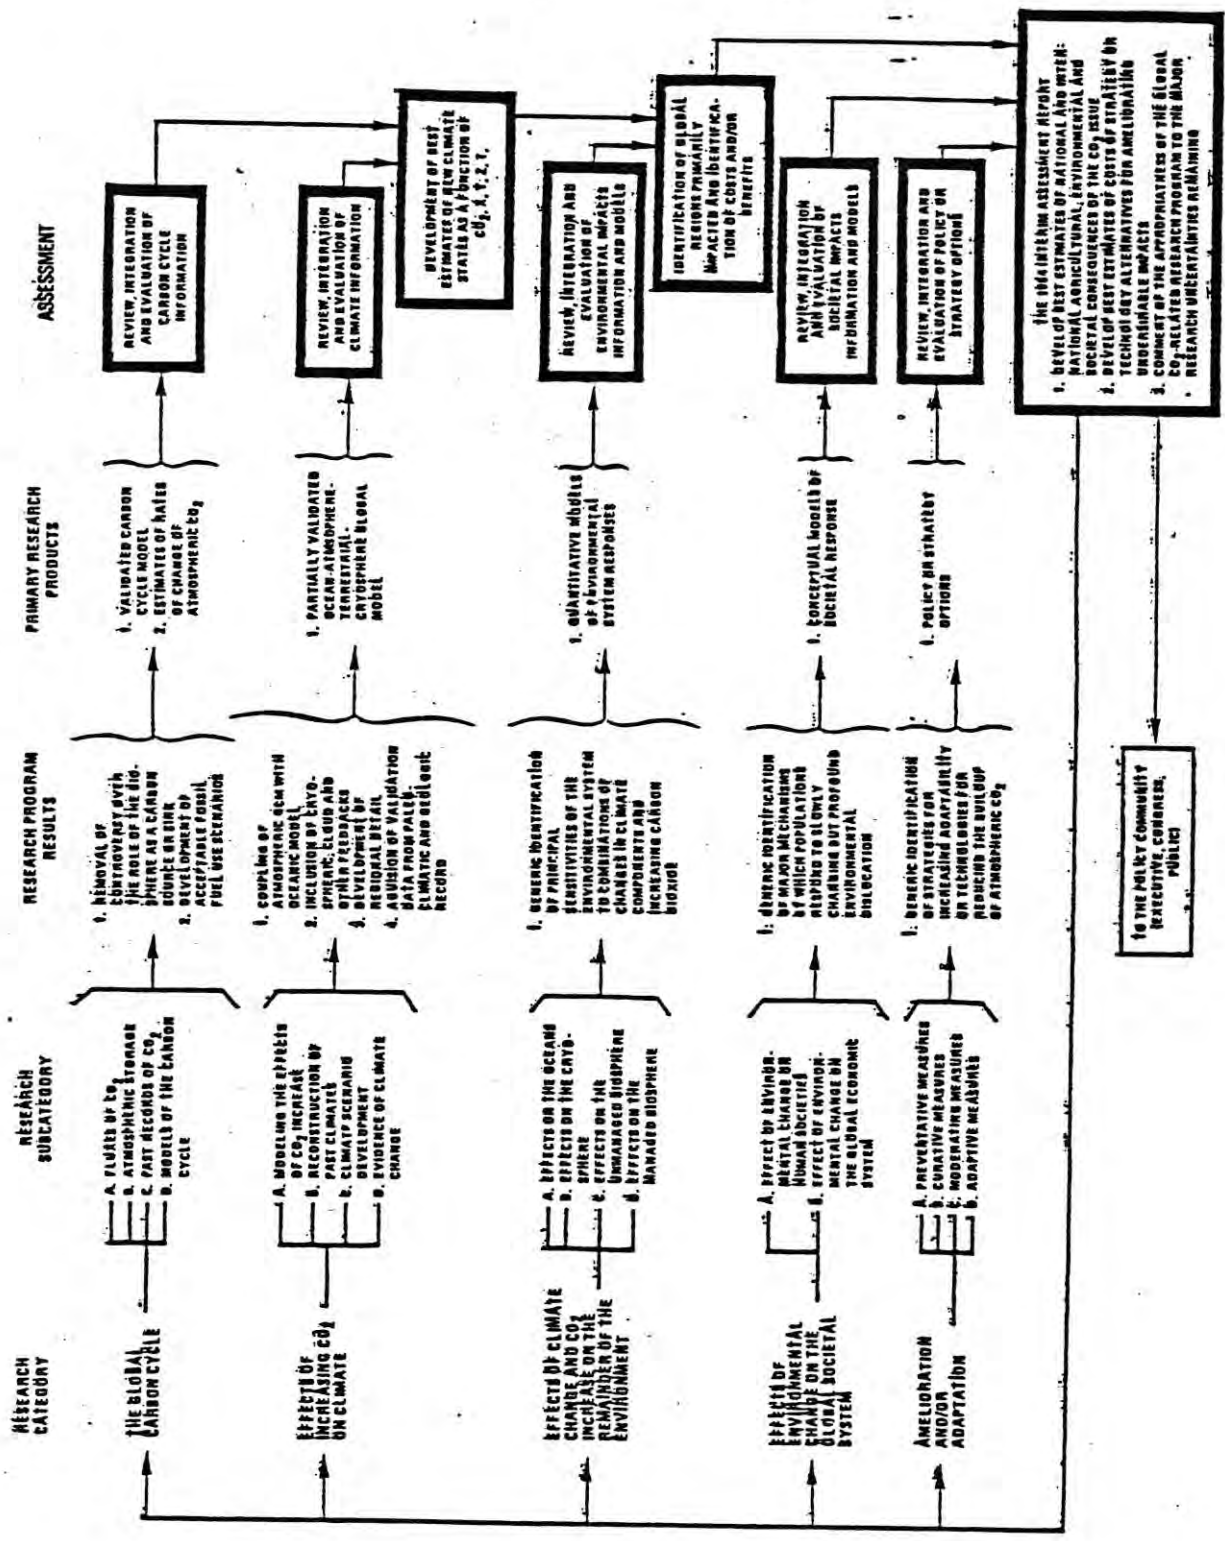 RESEARCH
CATEGORY
RESEARCH
SUBCATEGORY
RESEARCH PROGRAM
RESULTS
PRIMARY RESEARCH
PRODUCTS
ASSESSMENT
THE GLOBAL
CARBON CYCLE
A. FLUXES OF CO2
B. ATMOSPHERIC STORAGE
C. PAST RECORDS OF CO2
D. MODELS OF THE CARBON
CYCLE
1. REMOVAL OF
CONTROVERSY OVER
THE ROLE OF THE BIO-
SPHERE AS A CARBON
SOURCE OR SINK
2. DEVELOPMENT OF
ACCEPTABLE FOSSIL
FUEL USE SCENARIOS
1. VALIDATED CARBON
CYCLE MODEL
2. ESTIMATES OF RATES
OF CHANGE OF
ATMOSPHERIC CO2
REVIEW, INTEGRATION
AND EVALUATION OF
CARBON CYCLE
INFORMATION
EFFECTS OF
INCREASING CO2
ON CLIMATE
A. MODELING THE EFFECTS
OF CO2 INCREASE
B. RECONSTRUCTION OF
PAST CLIMATES
C. CLIMATE SCENARIO
DEVELOPMENT
D. EVIDENCE OF CLIMATE
CHANGE
1. COUPLING OF
ATMOSPHERIC GCM WITH
OCEANIC MODEL
2. INCLUSION OF CRYO-
SPHERIC, CLOUD AND
OTHER FEEDBACKS
3. DEVELOPMENT OF
REGIONAL DETAIL
4. OF VALIDATION
DATA FROM PALEO-
CLIMATIC AND GEOLOGIC
RECORD
1. PARTIALLY VALIDATED
OCEAN-ATMOSPHERE-
TERRESTRIAL-
CRYOSPHERE GLOBAL
MODEL
REVIEW, INTEGRATION
AND EVALUATION OF
CLIMATE INFORMATION
DEVELOPMENT OF BEST
ESTIMATES OF NEW CLIMATE
STATES AS A FUNCTION OF
CO2,
EFFECTS OF CLIMATE
CHANGE AND CO2
INCREASE ON THE
REMAINDER OF THE
ENVIRONMENT
A. EFFECTS ON THE OCEANS
B. EFFECTS ON THE CRYO-
SPHERE
C. EFFECTS ON THE
UNMANAGED BIOSPHERE
D. EFFECTS ON THE
MANAGED BIOSPHERE
1. GENERIC IDENTIFICATION
OF PRINCIPAL
SENSITIVITIES OF THE
ENVIRONMENTAL SYSTEM
TO COMBINATIONS OF
CHANGES IN CLIMATE
COMPONENTS AND
INCREASING CARBON
DIOXIDE
1. QUANTITATIVE MODELS
OF ENVIRONMENTAL
SYSTEM RESPONSES
REVIEW, INTEGRATION AND
EVALUATION OF
ENVIRONMENTAL IMPACTS
INFORMATION AND MODELS
IDENTIFICATION OF GLOBAL
REGIONS PRIMARILY
IMPACTED AND IDENTIFICA-
TION OF COSTS AND/OR
BENEFITS
EFFECTS OF
ENVIRONMENTAL
CHANGE ON THE
GLOBAL SOCIETAL
SYSTEM
A. EFFECT OF ENVIRON-
MENTAL CHANGE ON
HUMAN SOCIETIES
B. EFFECT OF ENVIRON-
MENTAL CHANGE ON
THE GLOBAL ECONOMIC
SYSTEM
1. GENERIC IDENTIFICATION
OF MAJOR MECHANISMS
BY WHICH POPULATIONS
RESPOND TO SLOWLY
CHANGING BUT PROFOUND
ENVIRONMENTAL
DISLOCATION
1. CONCEPTUAL MODELS OF
SOCIETAL RESPONSE
REVIEW, INTEGRATION
AND EVALUATION OF
SOCIETAL IMPACTS
INFORMATION AND MODELS
AMELIORATION
AND/OR
ADAPTATION
A. PREVENTATIVE MEASURES
B. CURATIVE MEASURES
C. MODERATING MEASURES
D. ADAPTIVE MEASURES
1. GENERIC IDENTIFICATION
OF STRATEGIES FOR
INCREASING ADAPTABILITY
OR TECHNOLOGIES FOR
REDUCING THE BUILDUP
OF ATMOSPHERIC CO2
1. POLICY OR STRATEGY
OPTIONS
REVIEW, INTEGRATION AND
EVALUATION OF POLICY OR
STRATEGY OPTIONS
THE INTERIM ASSESSMENT REPORT
1. DEVELOP BEST ESTIMATES OF NATIONAL AND INTER-
NATIONAL AGRICULTURAL, ENVIRONMENTAL AND
SOCIETAL CONSEQUENCES OF THE CO2 ISSUE
2. DEVELOP BEST ESTIMATES OF COSTS OF STRATEGY OR
TECHNOLOGY ALTERNATIVES FOR AMELIORATING
UNDESIRABLE IMPACTS
3. COMMENT OF THE APPROPRIATNESS OF THE GLOBAL
CO2-RELATED RESEARCH PROGRAM TO THE MAJOR
RESEARCH UNCERTAINTIES REMAINING
TO THE POLICY COMMUNITY
(EXECUTIVE, CONGRESS,
PUBLIC)